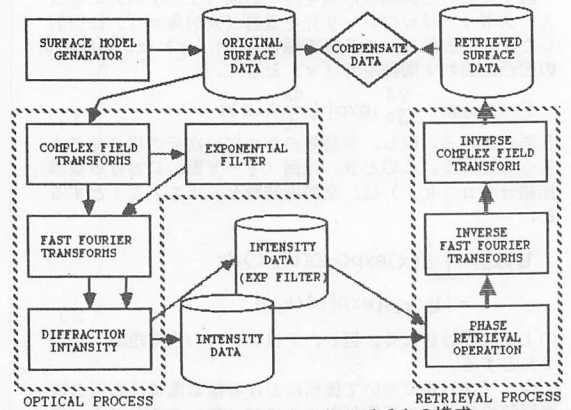 SURFACE MODEL
GENARATOR
ORIGINAL
SURFACE
DATA
COMPENSATE
DATA
RETRIEVED
SURFACE
DATA
COMPLEX FIELD
TRANSFORMS
EXPONENTIAL
FILTER
INVERSE
COMPLEX FIELD
TRANSFORM
FAST FOURIER
TRANSFORMS
INTENSITY
DATA
(EXP FILTER)
INVERSE
FAST FOURIER
TRANSFORMS
DIFFRACTION
INTANSITY
INTENSITY
DATA
PHASE
RETRIEVAL
OPERATION
OPTICAL PROCESS
RETRIEVAL PROCESS